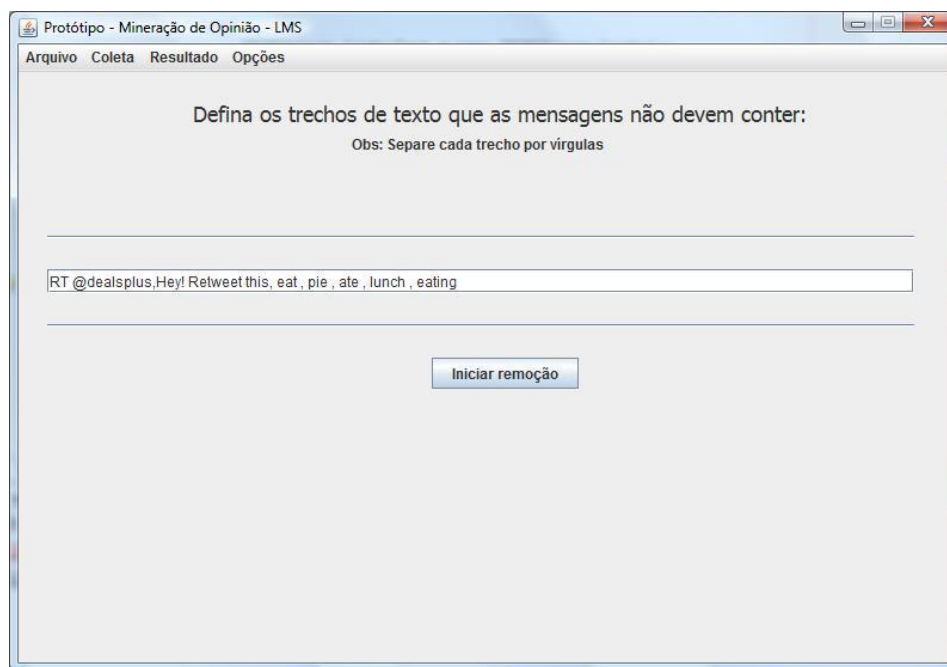 Protótipo - Mineração de Opinião - LMS
Arquivo Coleta Resultado Opções
Defina os trechos de texto que as mensagens não devem conter:
Obs: Separe cada trecho por vírgulas
RT @dealsplus,Hey! Retweet this, eat , pie , ate , lunch , eating
Iniciar remoção